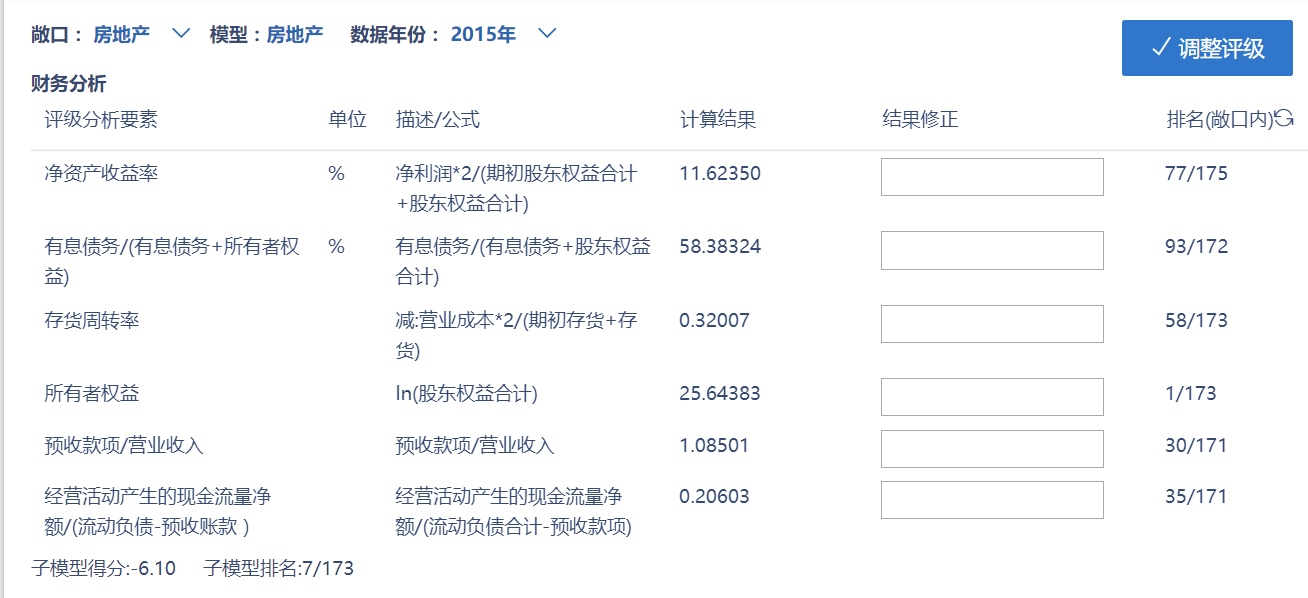 敞口： 房地产 模型：房地产 数据年份： 2015年
调整评级
财务分析
评级分析要素 单位 描述/公式 计算结果 结果修正 排名(敞口内)
净资产收益率 % 净利润*2/(期初股东权益合计 11.62350 77/175
+股东权益合计)
有息债务/(有息债务+所有者权 % 有息债务/(有息债务+股东权益 58.38324 93/172
益) 合计)
存货周转率 减:营业成本*2/(期初存货+存 0.32007 58/173
货)
所有者权益 ln(股东权益合计) 25.64383 1/173
预收款项/营业收入 预收款项/营业收入 1.08501 30/171
经营活动产生的现金流量净 经营活动产生的现金流量净 0.20603 35/171
额/(流动负债-预收账款 ) 额/(流动负债合计-预收款项)
子模型得分:-6.10 子模型排名:7/173